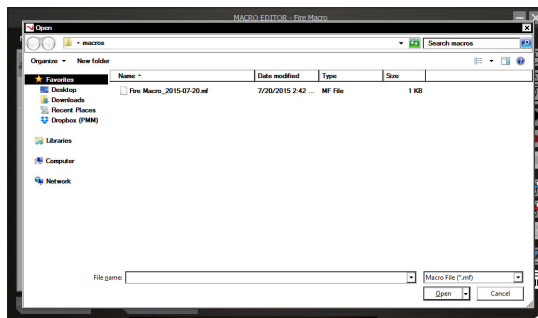 MACRO EDITOR - Fire Macro
Open
macros
Search macros
Organize
New folder
Favorites
Desktop
Downloads
Recent Places
Dropbox (PMM)
Libraries
Computer
Network
Name
Date modified
Type
Size
Fire Macro_2015-07-20.mf
7/20/2015 2:42 ...
MF File
1 KB
File name:
Macro File (*.mf)
Open
Cancel